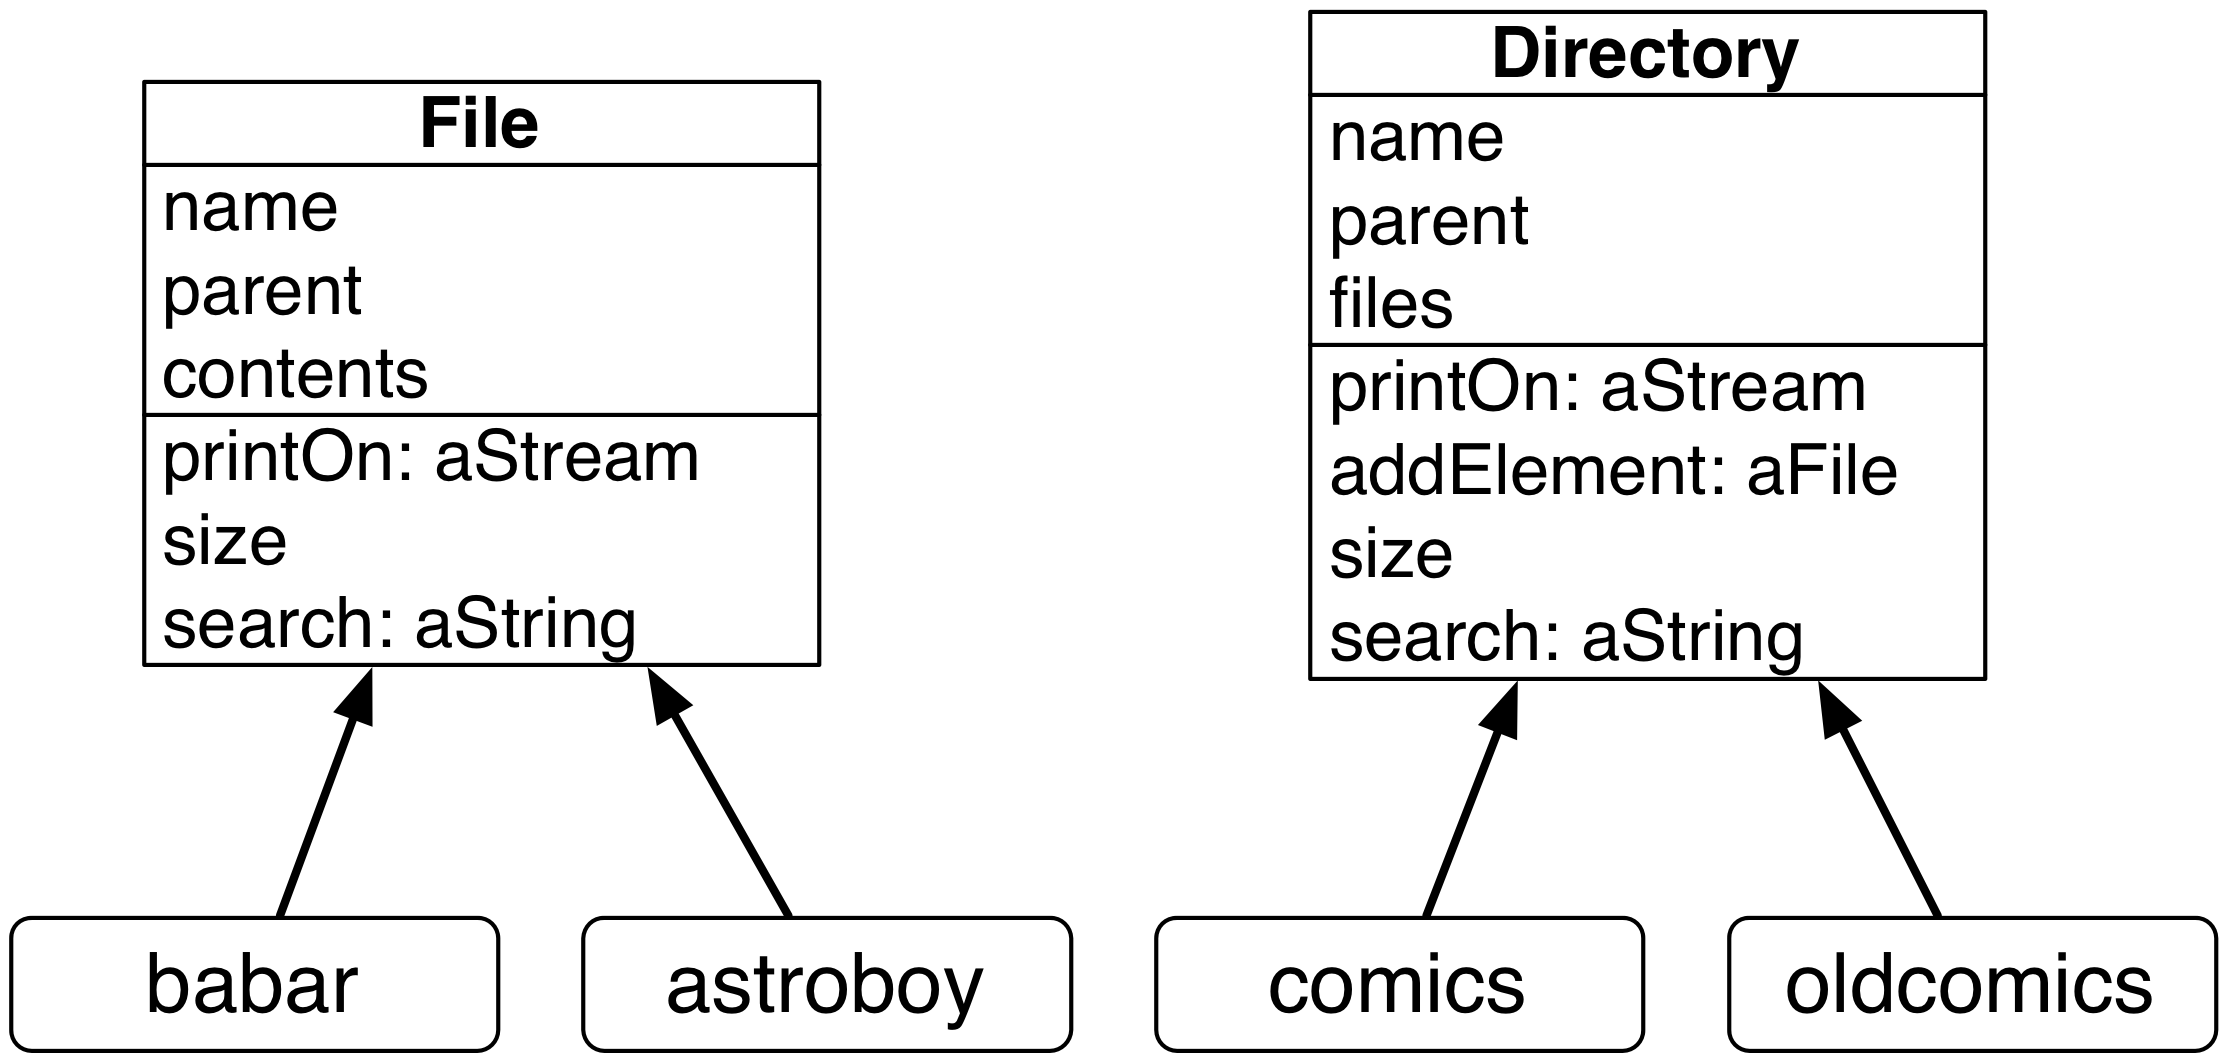 File
name
parent
contents
printOn: aStream
size
search: aString
Directory
name
parent
files
printOn: aStream
addElement: aFile
size
search: aString
babar
astroboy
comics
oldcomics